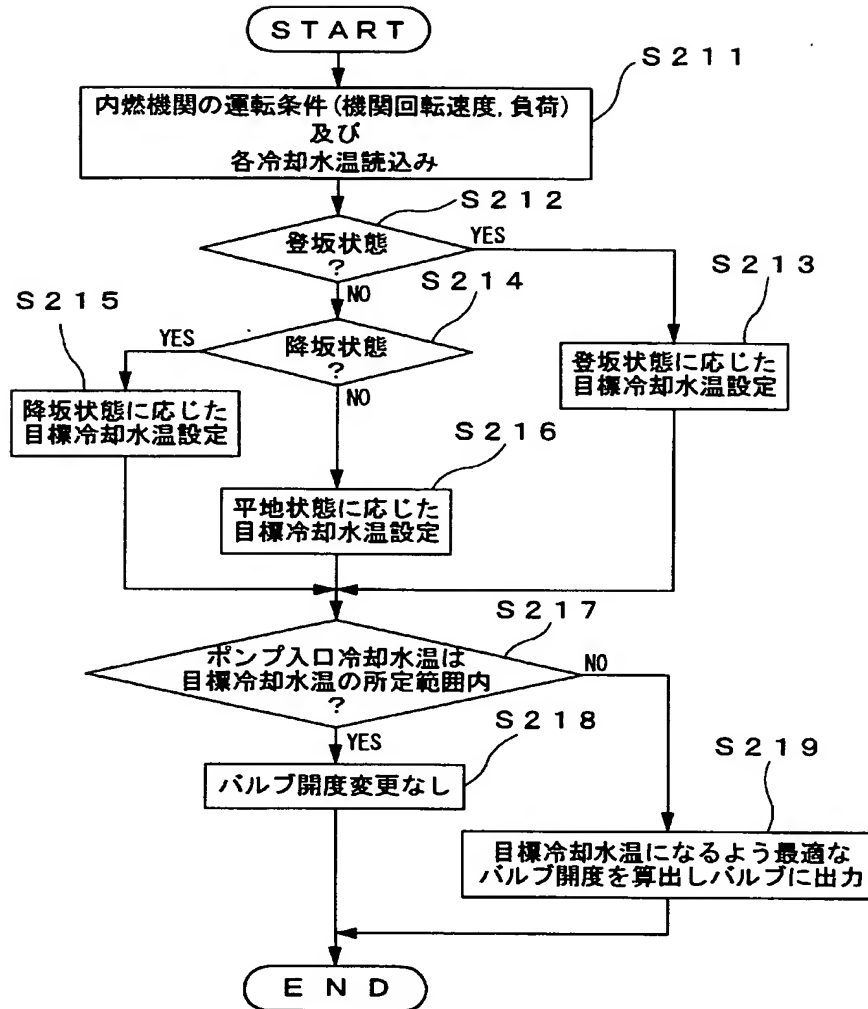 START
S211
内燃機関の運転条件(機関回転速度,負荷)
及び
各冷却水温読込み
S212
登坂状態
?
YES
NO
S213
登坂状態に応じた
目標冷却水温設定
S214
降坂状態
?
YES
NO
S215
降坂状態に応じた
目標冷却水温設定
S216
平地状態に応じた
目標冷却水温設定
S217
ポンプ入口冷却水温は
目標冷却水温の所定範囲内
?
NO
YES
S218
バルブ開度変更なし
S219
目標冷却水温になるよう最適な
バルブ開度を算出しバルブに出力
END